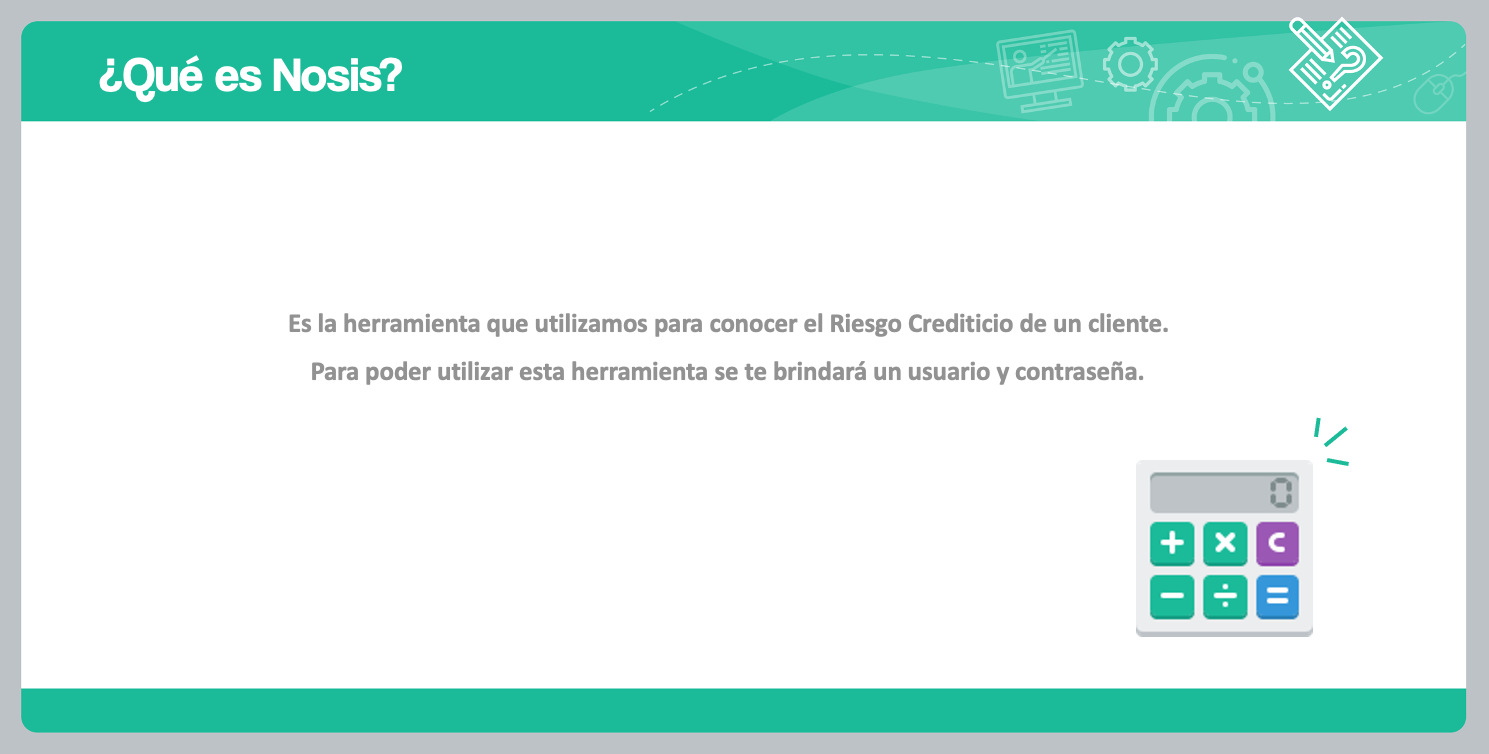 ¿Qué es Nosis?
Es la herramienta que utilizamos para conocer el Riesgo Crediticio de un cliente.
Para poder utilizar esta herramienta se te brindará un usuario y contraseña.
0
+ × C
− ÷ =